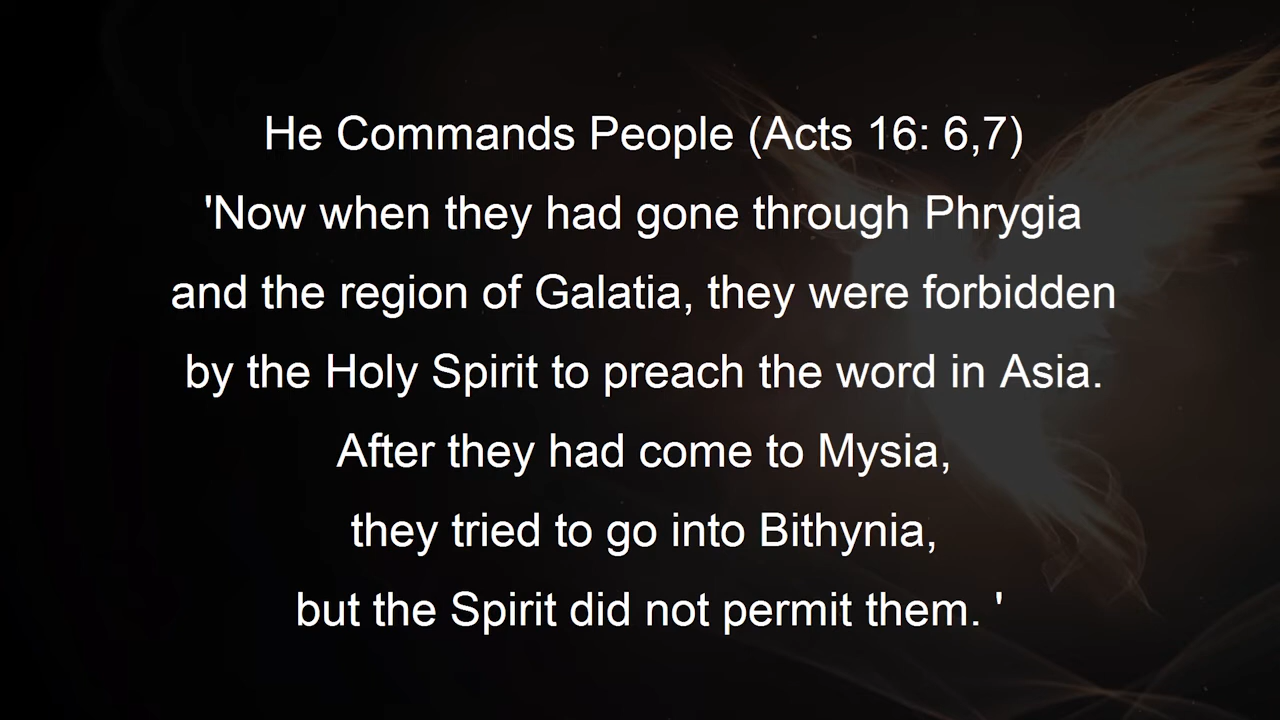 He Commands People (Acts 16: 6,7)
'Now when they had gone through Phrygia
and the region of Galatia, they were forbidden
by the Holy Spirit to preach the word in Asia.
After they had come to Mysia,
they tried to go into Bithynia,
but the Spirit did not permit them. '